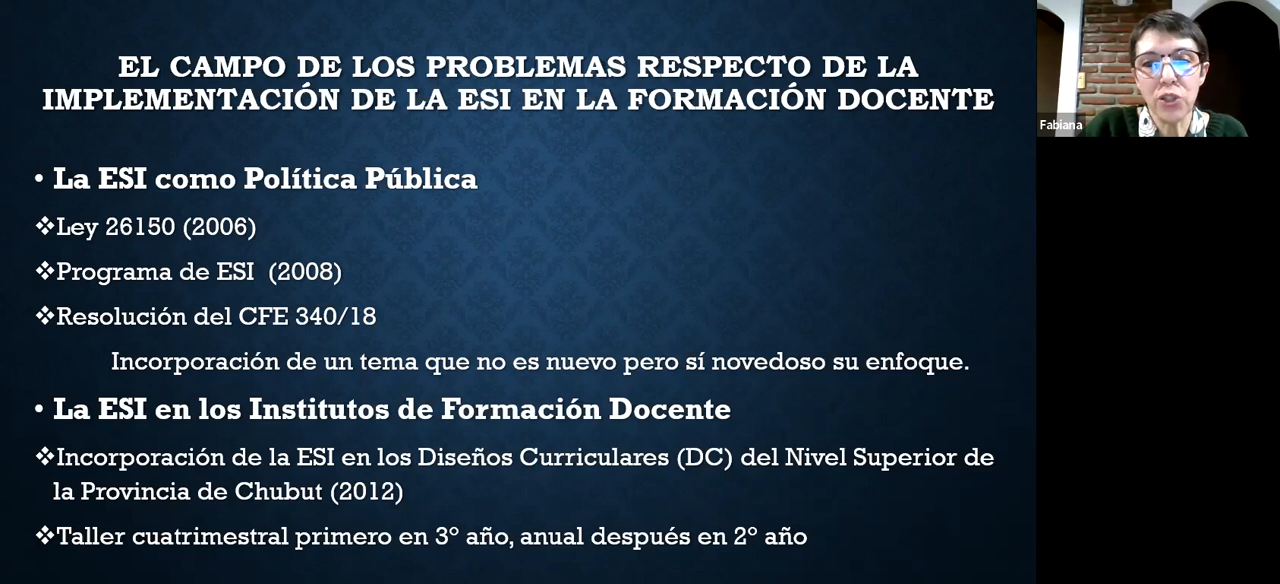 EL CAMPO DE LOS PROBLEMAS RESPECTO DE LA
IMPLEMENTACIÓN DE LA ESI EN LA FORMACIÓN DOCENTE
• La ESI como Política Pública
❖Ley 26150 (2006)
❖Programa de ESI (2008)
❖Resolución del CFE 340/18
Incorporación de un tema que no es nuevo pero sí novedoso su enfoque.
• La ESI en los Institutos de Formación Docente
❖Incorporación de la ESI en los Diseños Curriculares (DC) del Nivel Superior de
la Provincia de Chubut (2012)
❖Taller cuatrimestral primero en 3° año, anual después en 2° año
Fabiana